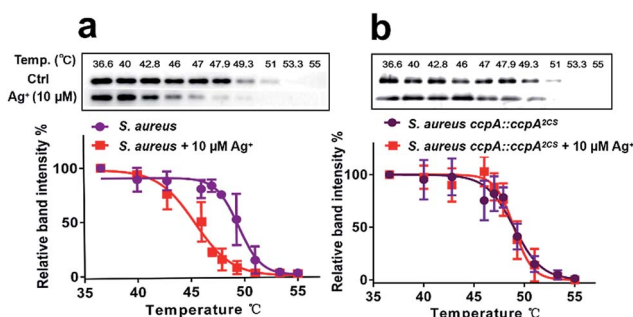 a
Temp. (°C) 36.6 40 42.8 46 47 47.9 49.3 51 53.3 55
Ctrl
Ag⁺ (10 μM)
S. aureus
S. aureus + 10 μM Ag⁺
Relative band intensity %
100
50
0
35 40 45 50 55
Temperature ℃
b
36.6 40 42.8 46 47 47.9 49.3 51 53.3 55
S. aureus ccpA::ccpA²ᶜˢ
S. aureus ccpA::ccpA²ᶜˢ + 10 μM Ag⁺
Relative band intensity %
100
50
0
35 40 45 50 55
Temperature ℃